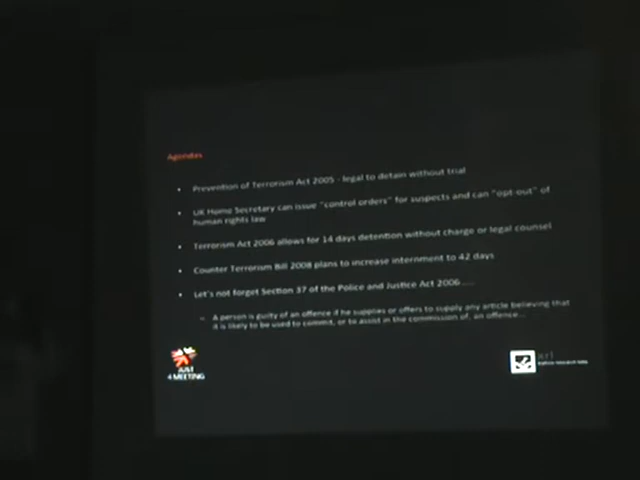 Agendas
• Prevention of Terrorism Act 2005 - legal to detain without trial
• UK Home Secretary can issue "control orders" for suspects and can "opt-out" of
human rights law
• Terrorism Act 2006 allows for 14 days detention without charge or legal counsel
• Counter Terrorism Bill 2008 plans to increase internment to 42 days
• Let's not forget Section 37 of the Police and Justice Act 2006.....
– A person is guilty of an offence if he supplies or offers to supply any article believing that
it is likely to be used to commit, or to assist in the commission of, an offence...
JUST
4 MEETING